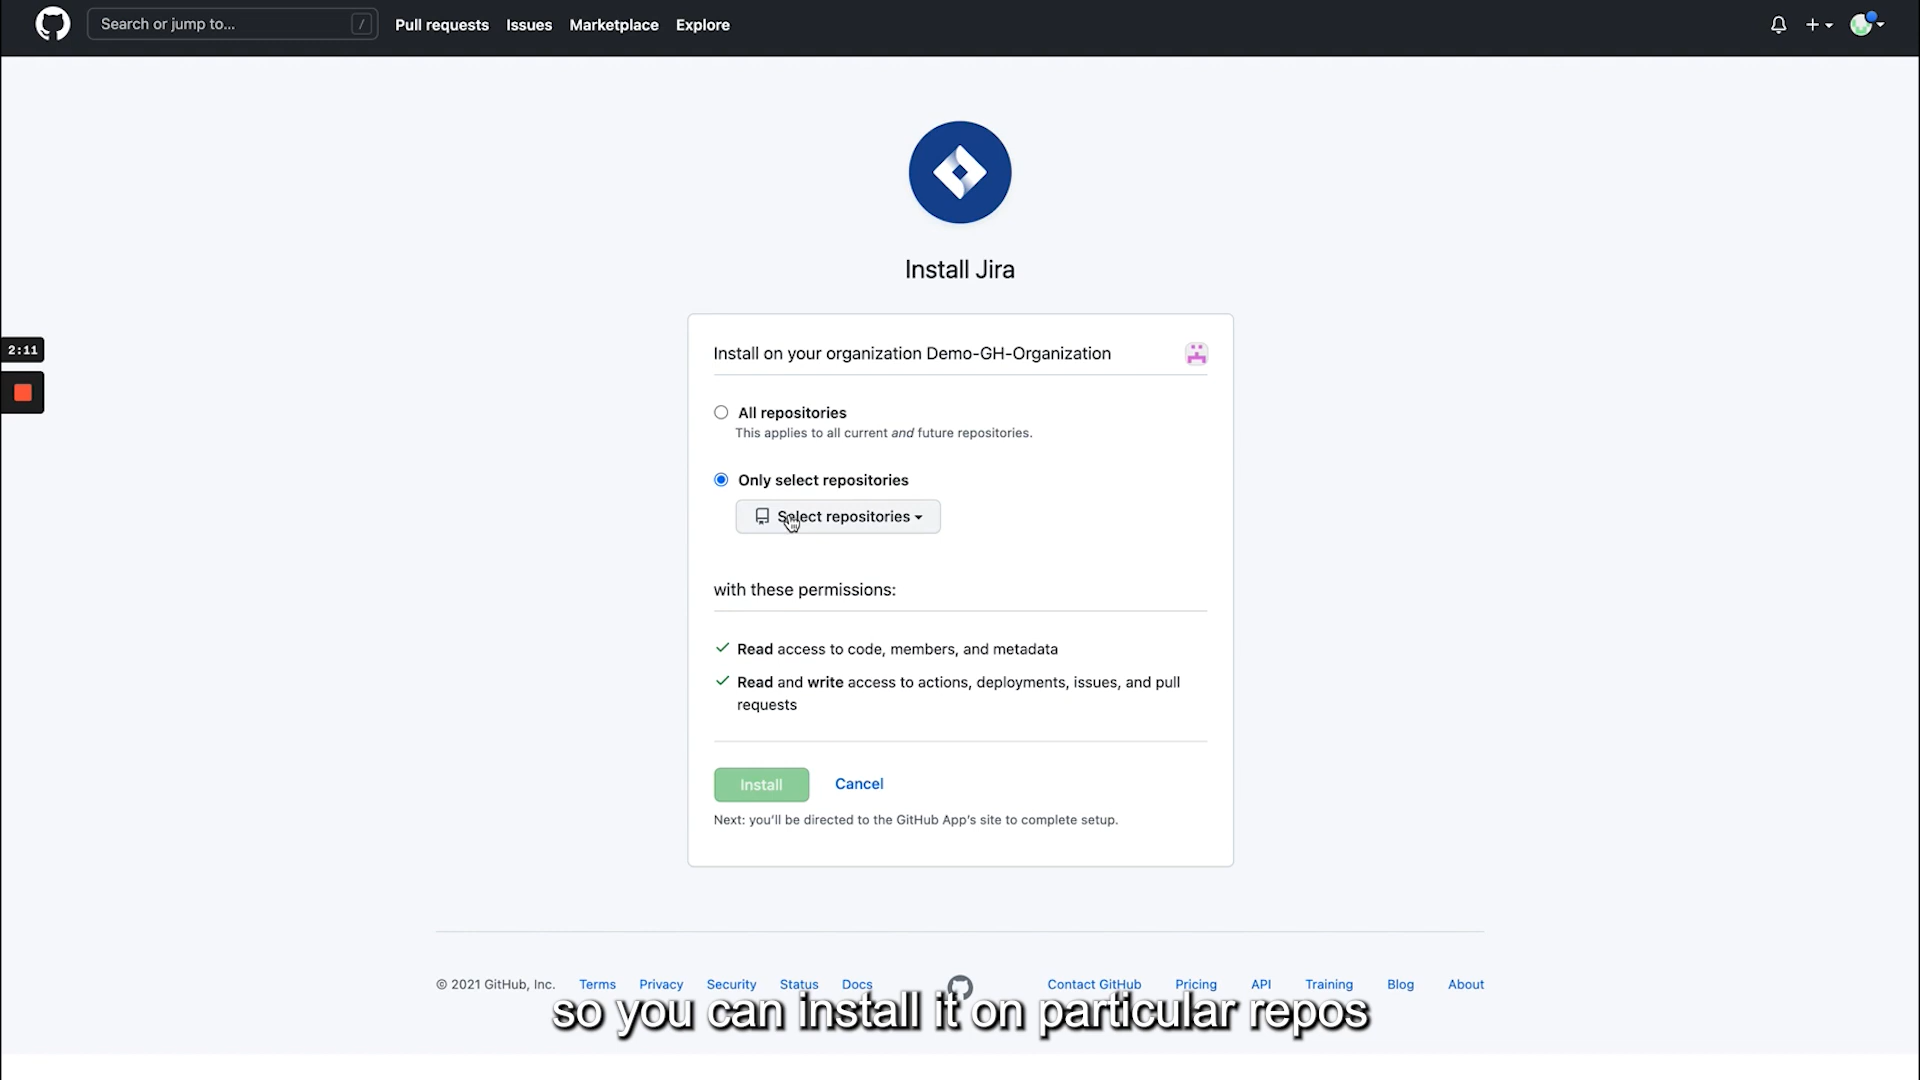 Search or jump to... /
Pull requests Issues Marketplace Explore
Install Jira
2:11
Install on your organization Demo-GH-Organization
All repositories
This applies to all current and future repositories.
Only select repositories
Select repositories
with these permissions:
Read access to code, members, and metadata
Read and write access to actions, deployments, issues, and pull
requests
Install Cancel
Next: you'll be directed to the GitHub App's site to complete setup.
© 2021 GitHub, Inc. Terms Privacy Security Status Docs Contact GitHub Pricing API Training Blog About
so you can install it on particular repos